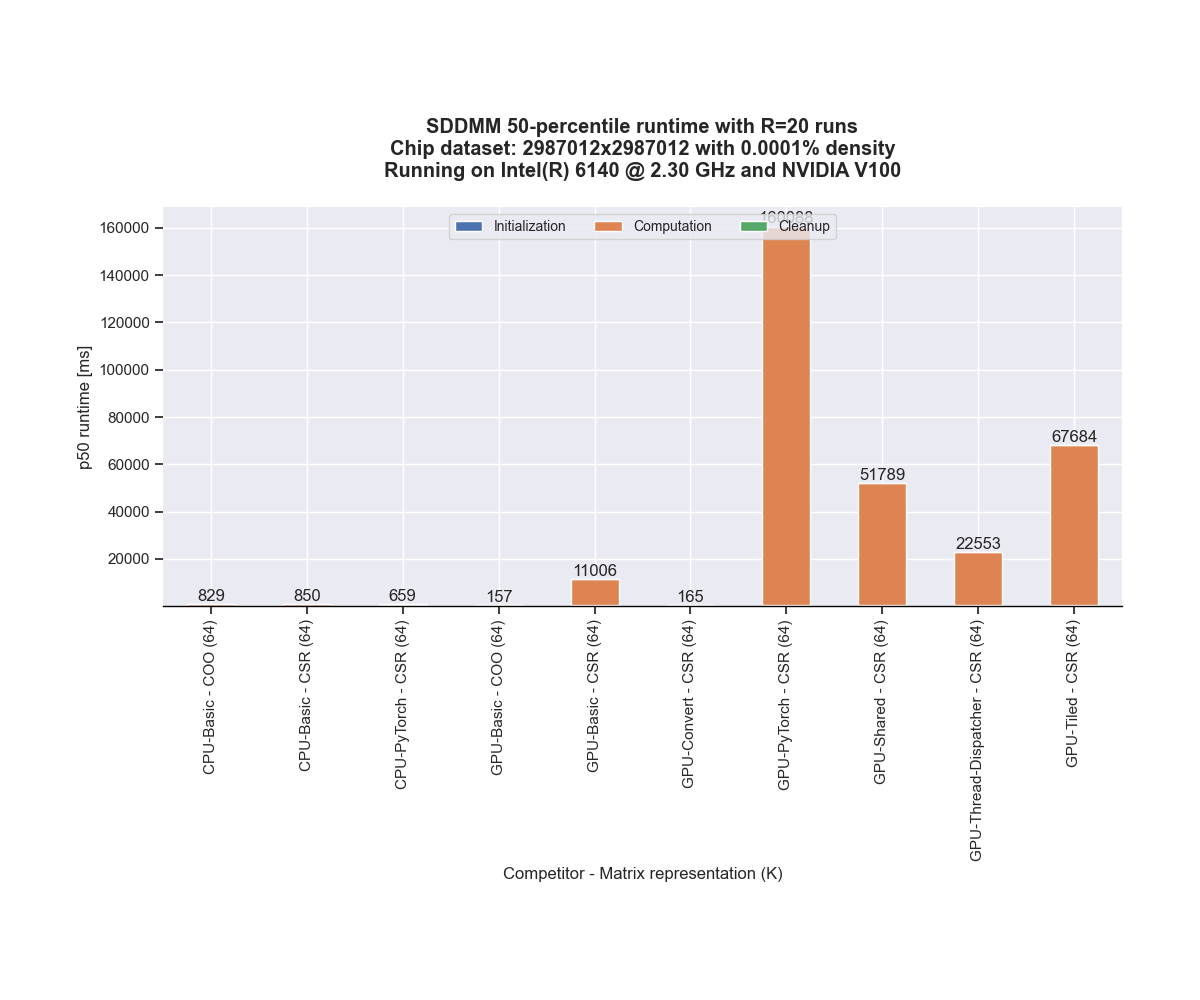 SDDMM 50-percentile runtime with R=20 runs
Chip dataset: 2987012x2987012 with 0.0001% density
Running on Intel(R) 6140 @ 2.30 GHz and NVIDIA V100
Initialization
Computation
Cleanup
p50 runtime [ms]
160000
140000
120000
100000
80000
60000
40000
20000
829
850
659
157
11006
165
51789
22553
67684
CPU-Basic - COO (64)
CPU-Basic - CSR (64)
CPU-PyTorch - CSR (64)
GPU-Basic - COO (64)
GPU-Basic - CSR (64)
GPU-Convert - CSR (64)
GPU-PyTorch - CSR (64)
GPU-Shared - CSR (64)
GPU-Thread-Dispatcher - CSR (64)
GPU-Tiled - CSR (64)
Competitor - Matrix representation (K)